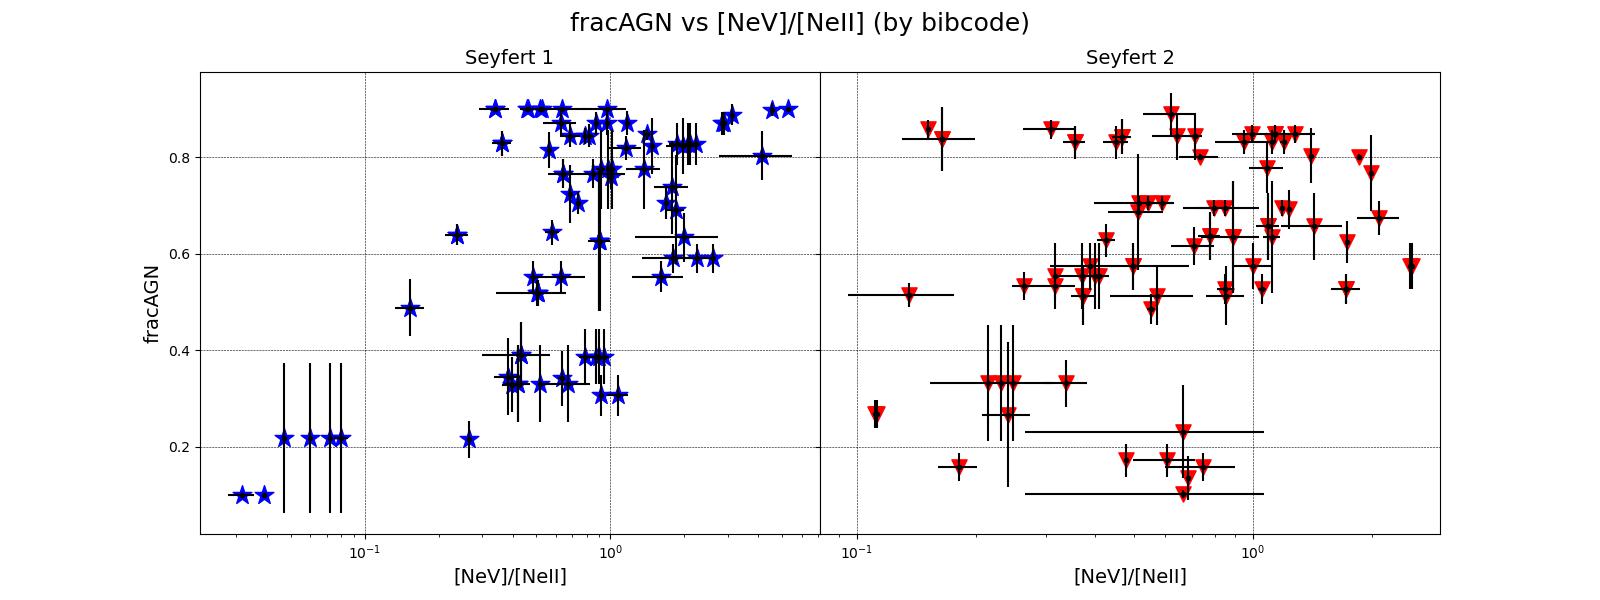 fracAGN vs [NeV]/[NeII] (by bibcode)
Seyfert 1
Seyfert 2
fracAGN
0.8
0.6
0.4
0.2
10⁻¹
10⁰
10⁻¹
10⁰
[NeV]/[NeII]
[NeV]/[NeII]